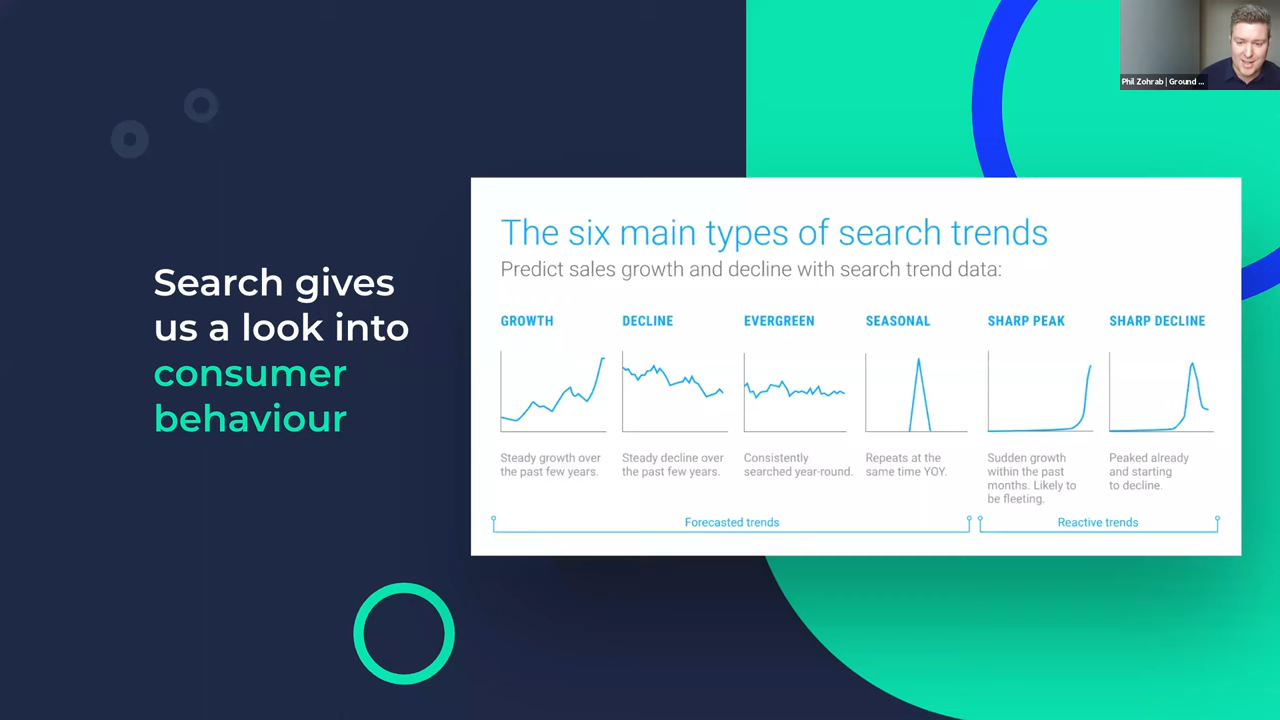 Phil Zohrab | Ground ...
Search gives
us a look into
consumer
behaviour
The six main types of search trends
Predict sales growth and decline with search trend data:
GROWTH
Steady growth over
the past few years.
DECLINE
Steady decline over
the past few years.
EVERGREEN
Consistently
searched year-round.
SEASONAL
Repeats at the
same time YOY.
SHARP PEAK
Sudden growth
within the past
months. Likely to
be fleeting.
SHARP DECLINE
Peaked already
and starting
to decline.
Forecasted trends
Reactive trends